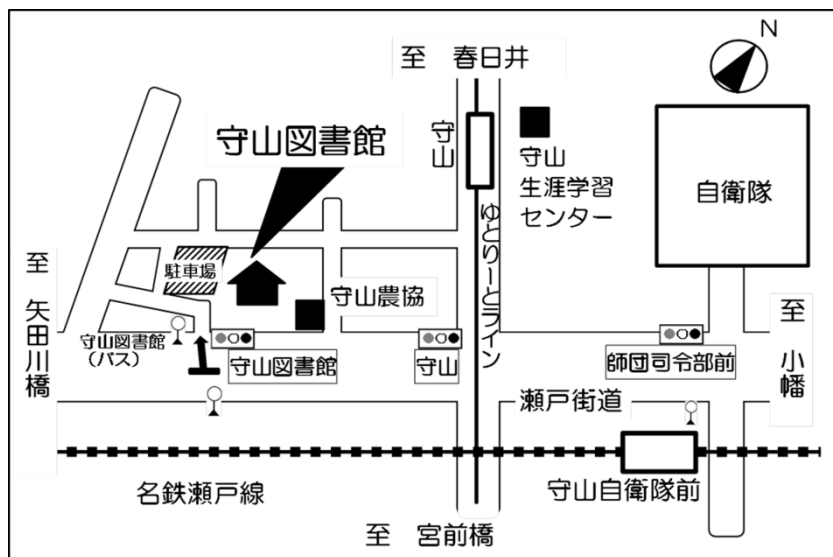 N
至 春日井
守山図書館
守山
守山
生涯学習
センター
自衛隊
ゆとりーとライン
至 矢田川橋
駐車場
守山農協
至 小幡
守山図書館
(バス)
守山図書館
守山
師団司令部前
瀬戸街道
名鉄瀬戸線
守山自衛隊前
至 宮前橋